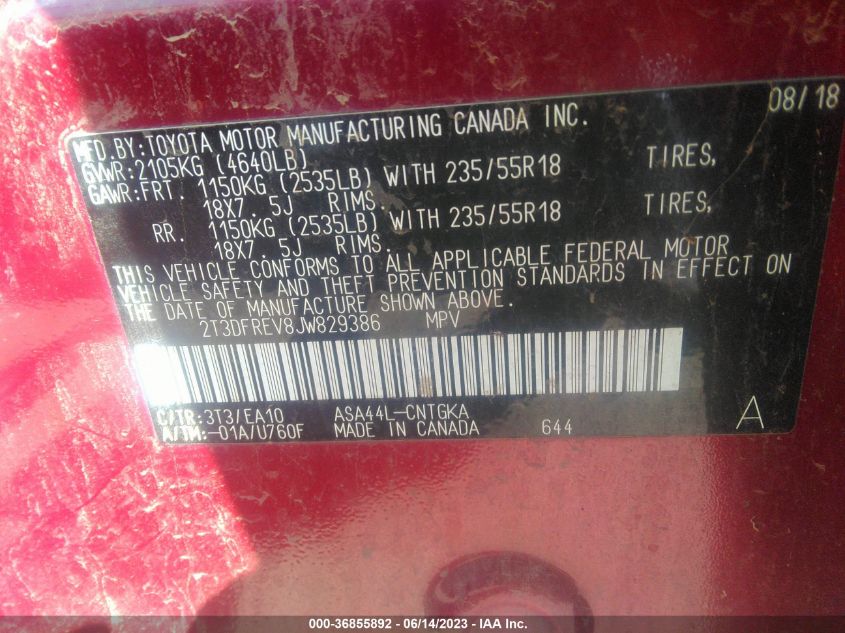 MFD.BY:TOYOTA MOTOR MANUFACTURING CANADA INC. 08/18
GVWR:2105KG (4640LB)
GAWR:FRT. 1150KG (2535LB) WITH 235/55R18 TIRES,
18X7.5J RIMS.
RR. 1150KG (2535LB) WITH 235/55R18 TIRES,
18X7.5J RIMS.
THIS VEHICLE CONFORMS TO ALL APPLICABLE FEDERAL MOTOR
VEHICLE SAFETY AND THEFT PREVENTION STANDARDS IN EFFECT ON
THE DATE OF MANUFACTURE SHOWN ABOVE.
2T3DFREV8JW829386 MPV
C/TR:3T3/EA10 ASA44L-CNTGKA
A/TM:-01A/U760F MADE IN CANADA 644 A
000-36855892 - 06/14/2023 - IAA Inc.